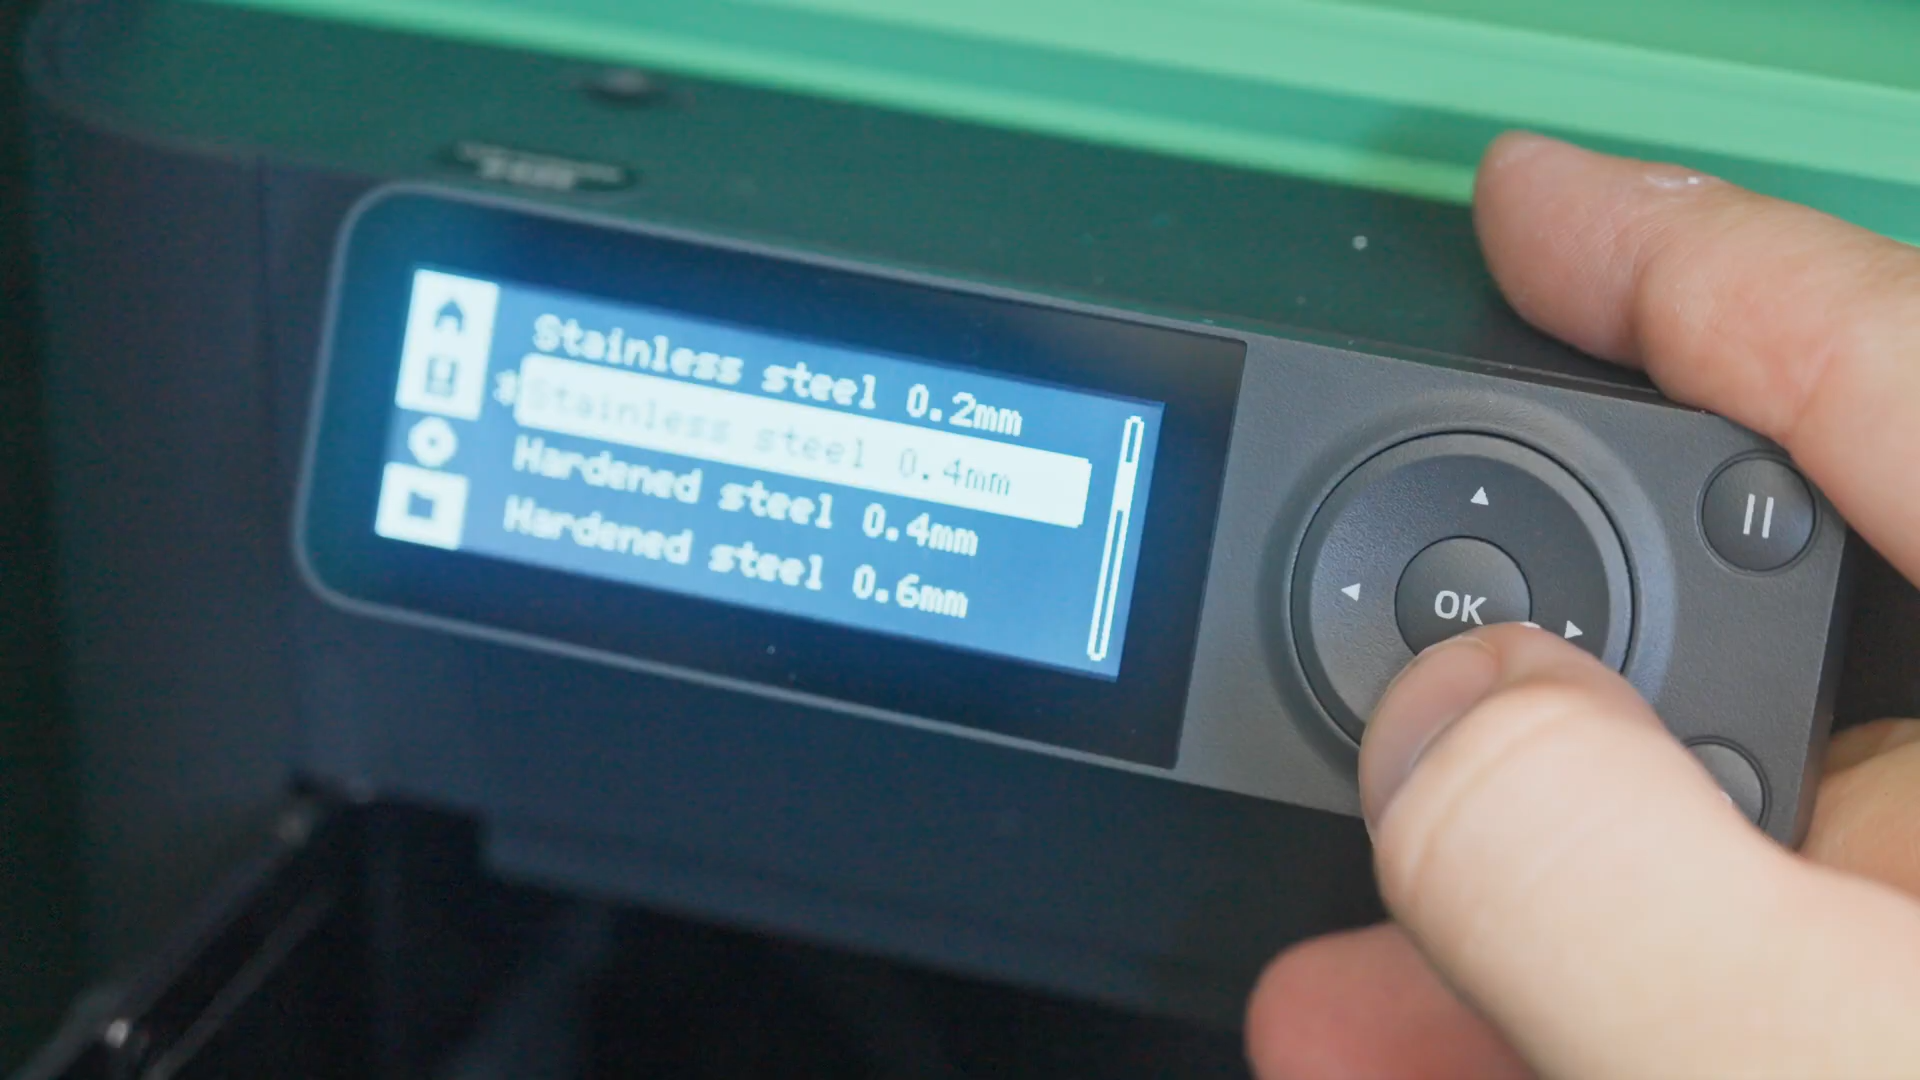 Stainless steel 0.2mm
*Stainless steel 0.4mm
Hardened steel 0.4mm
Hardened steel 0.6mm
OK